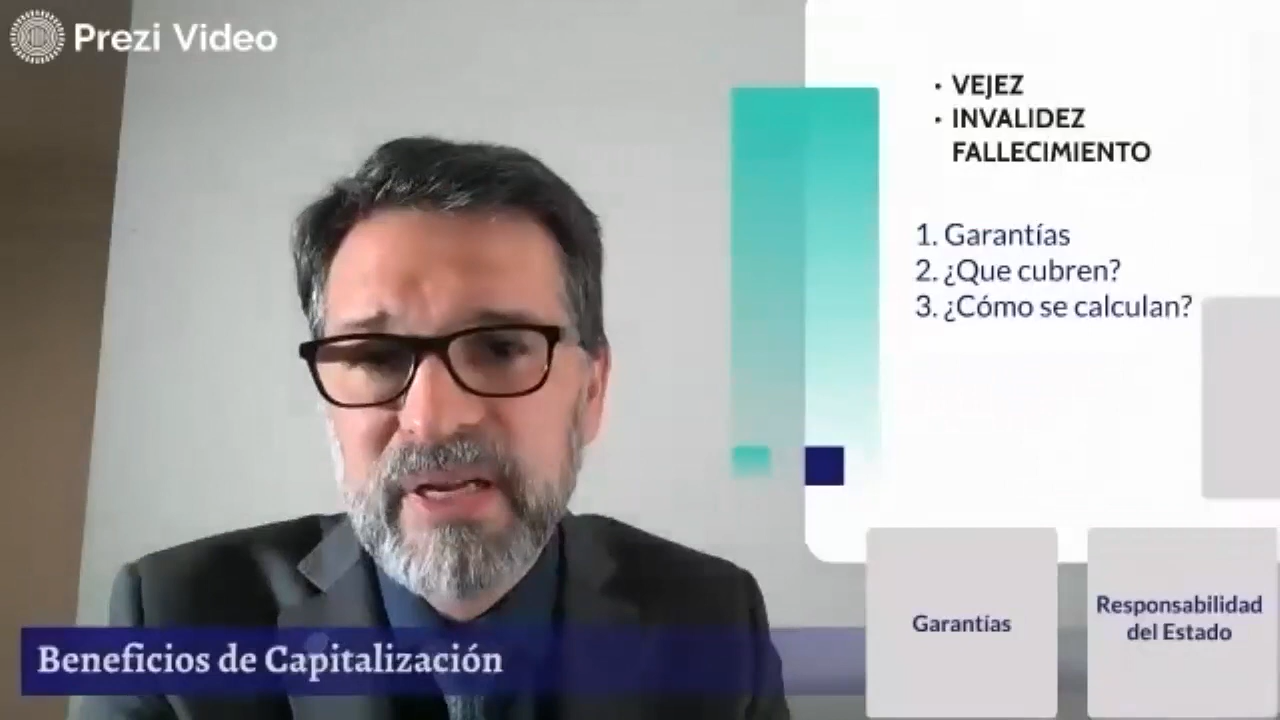 Prezi Video
• VEJEZ
• INVALIDEZ
FALLECIMIENTO
1. Garantías
2. ¿Que cubren?
3. ¿Cómo se calculan?
Garantías
Responsabilidad
del Estado
Beneficios de Capitalización